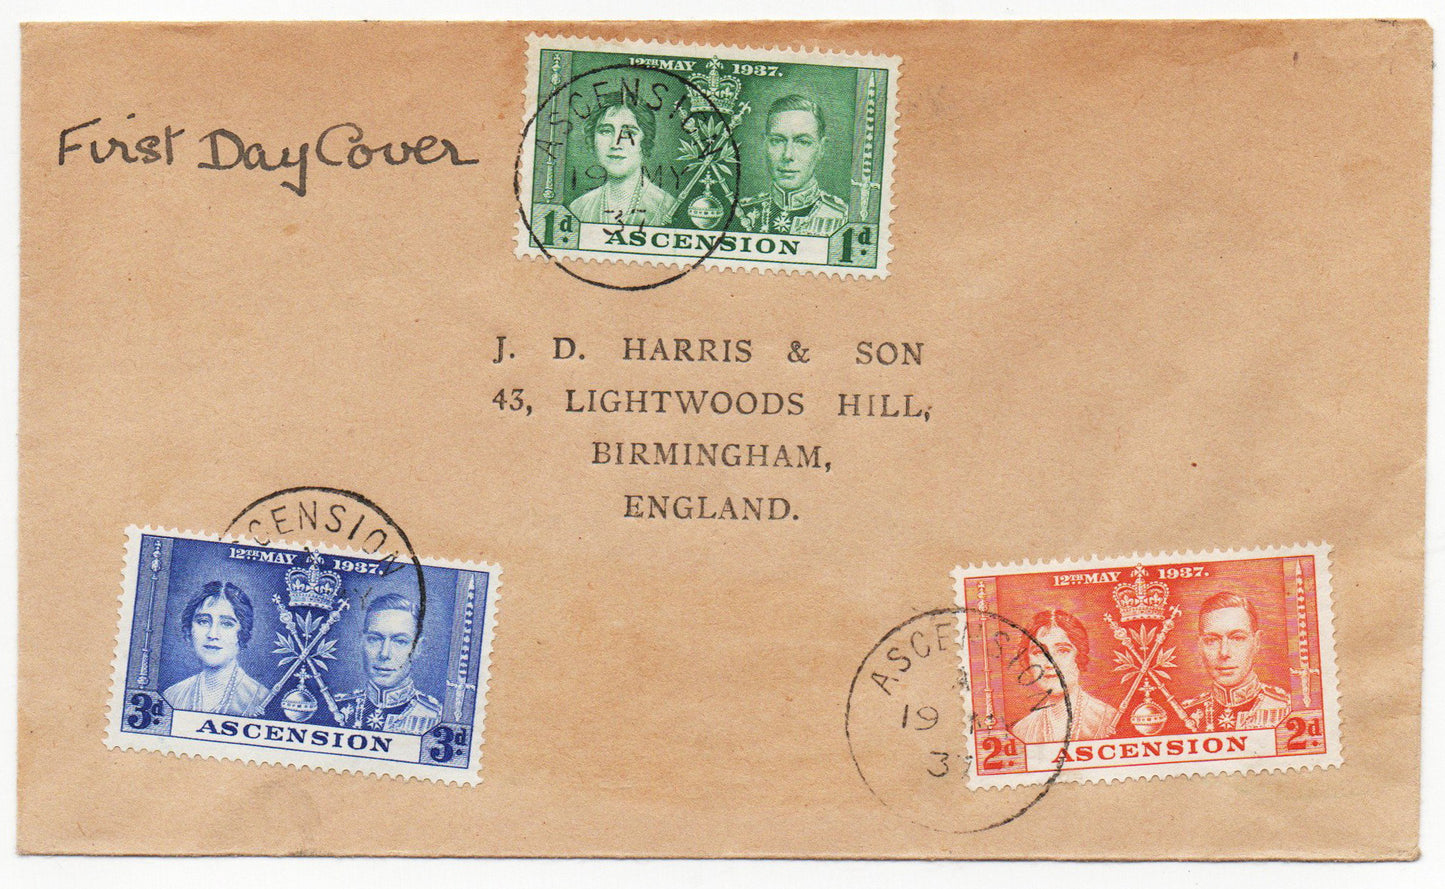 12TH MAY 1937.
ASCENSION
A
19 MY
37
1d. ASCENSION 1d.
First Day Cover
J. D. HARRIS & SON
43, LIGHTWOODS HILL,
BIRMINGHAM,
ENGLAND.
ASCENSION
12TH MAY 1937.
3d. ASCENSION 3d.
12TH MAY 1937.
ASCENSION
A
19 MY
37
2d. ASCENSION 2d.